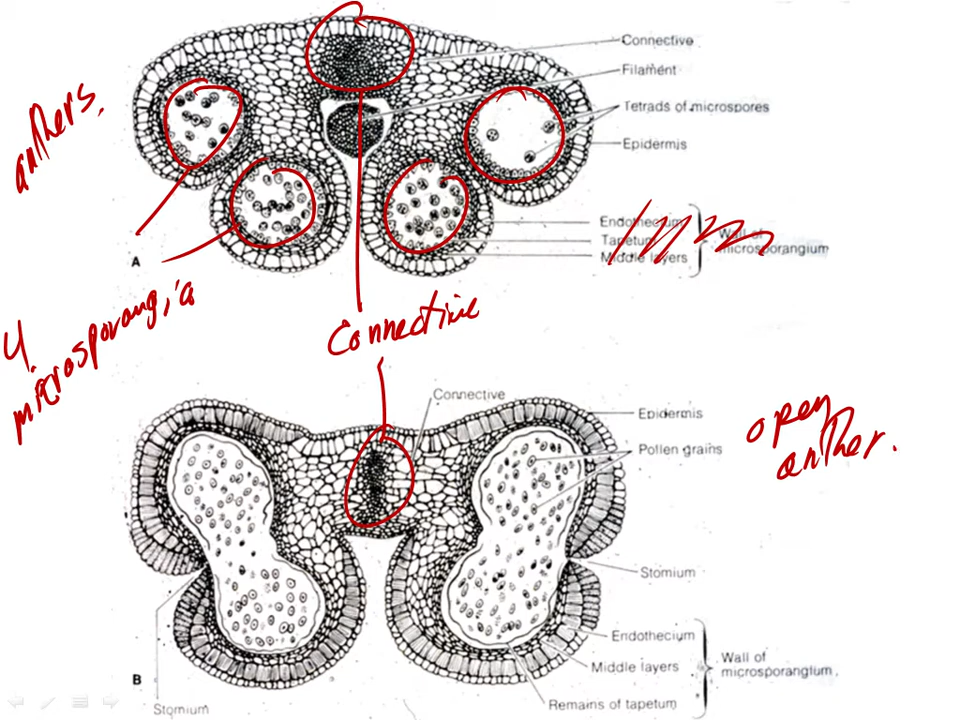 Connective
Filament
Tetrads of microspores
Epidermis
anthers.
Endothecium
Tapetum
Middle layers
Wall of
microsporangium
A
4
microsporangia
Connective
Connective
Epidermis
Pollen grains
open
anther.
Stomium
Endothecium
Middle layers
Wall of
microsporangium.
Remains of tapetum
B
Stomium